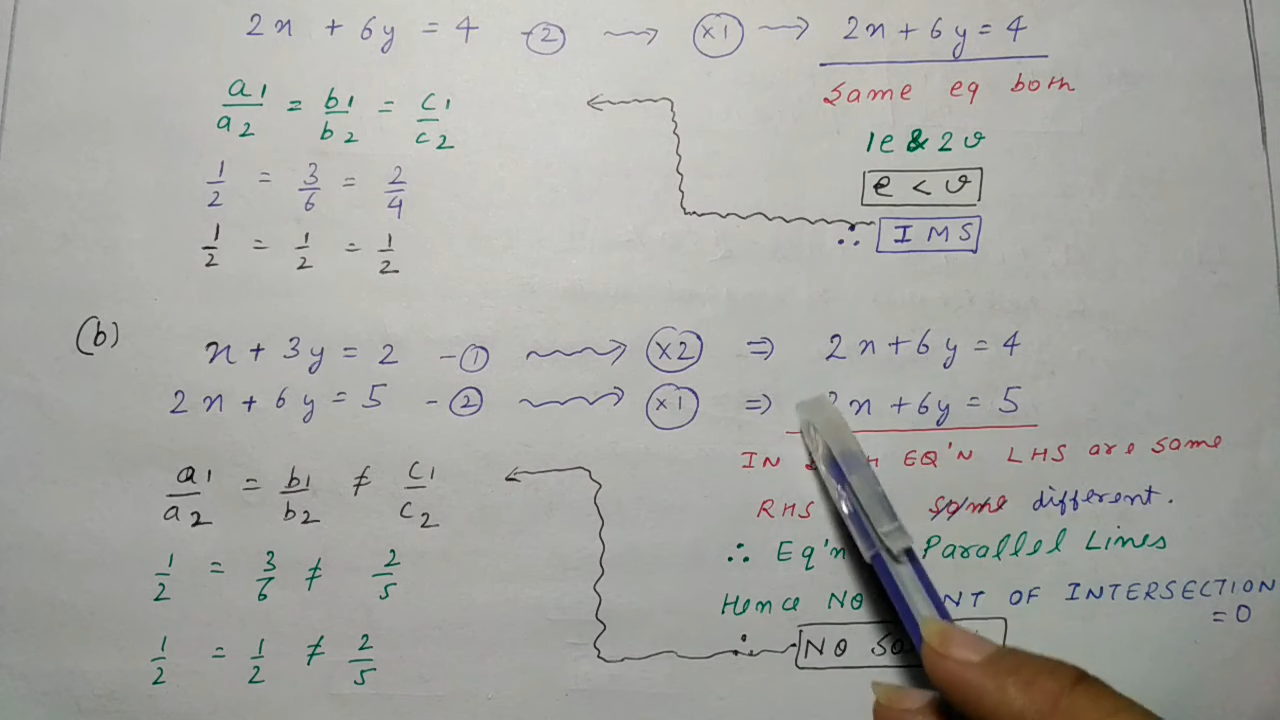 2x + 6y = 4 -② → (×1) → 2x + 6y = 4
a1/a2 = b1/b2 = c1/c2
Same eq both
1e & 2v
1/2 = 3/6 = 2/4
e < v
1/2 = 1/2 = 1/2
∴ IMS
(b) x + 3y = 2 -① → (×2) ⇒ 2x + 6y = 4
2x + 6y = 5 -② → (×1) ⇒ 2x + 6y = 5
a1/a2 = b1/b2 ≠ c1/c2
IN EQ'N LHS are same
RHS different.
1/2 = 3/6 ≠ 2/5
∴ Eq'n Parallel Lines
Hence NO OF INTERSECTION
= 0
1/2 = 1/2 ≠ 2/5
∴ NO